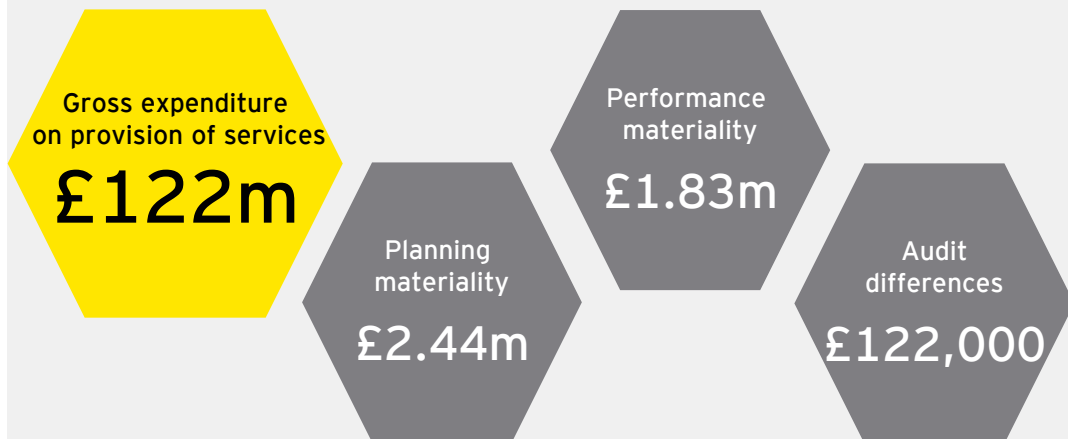 Gross expenditure
on provision of services
£122m
Planning
materiality
£2.44m
Performance
materiality
£1.83m
Audit
differences
£122,000